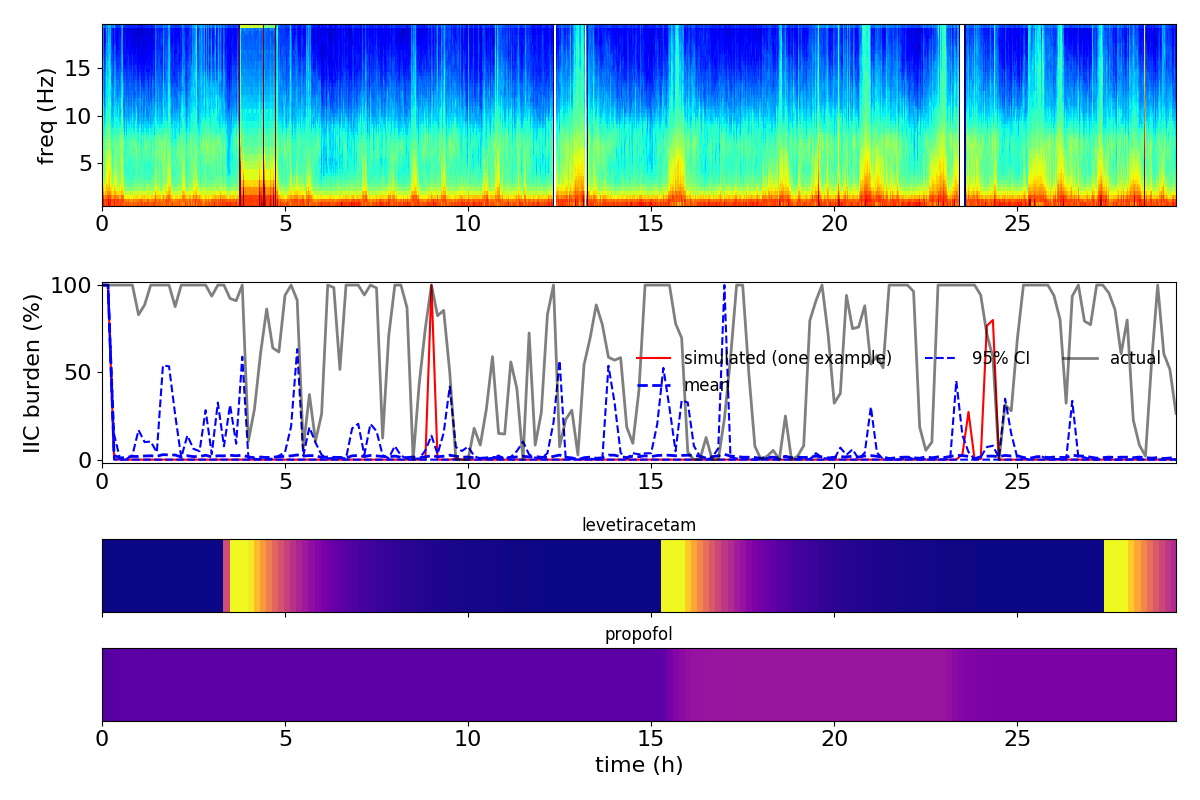 freq (Hz)
15
10
5
0 5 10 15 20 25
IIC burden (%)
100
50
0
simulated (one example) 95% CI actual
mean
0 5 10 15 20 25
levetiracetam
propofol
0 5 10 15 20 25
time (h)